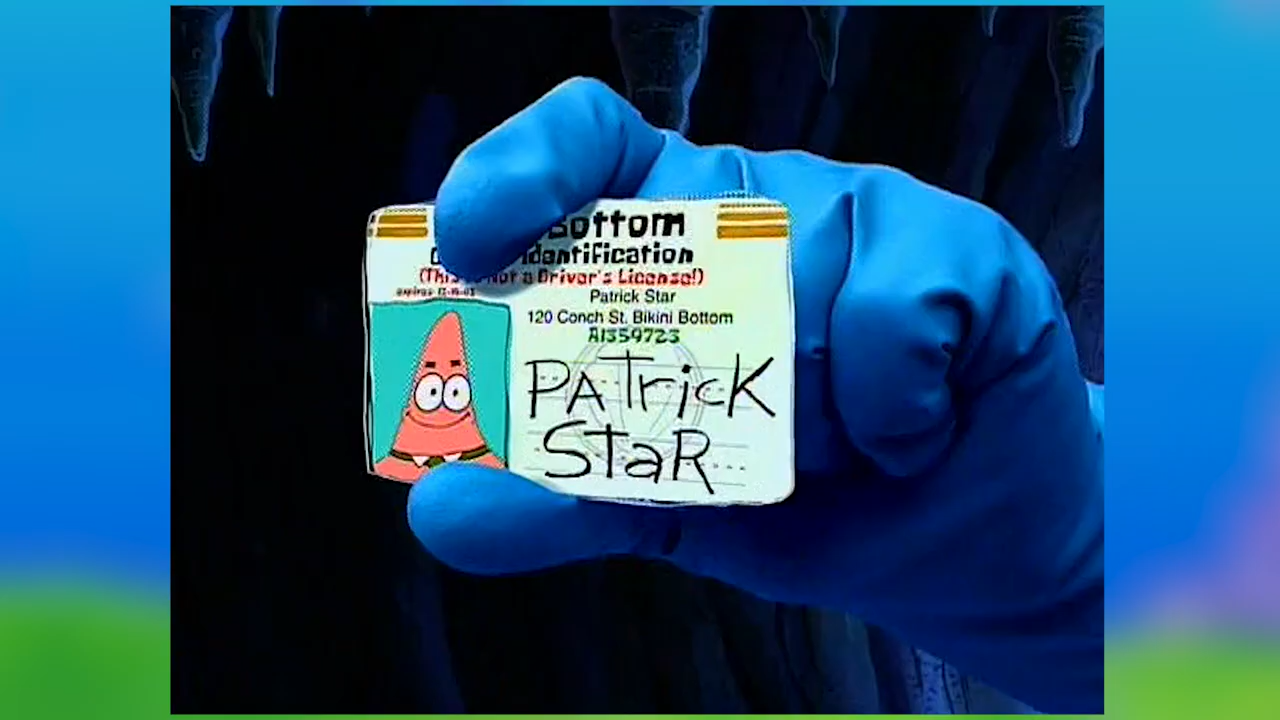 Bottom
Identification
(This is Not a Driver's License!)
Patrick Star
120 Conch St. Bikini Bottom
A1359723
PATrick
STaR